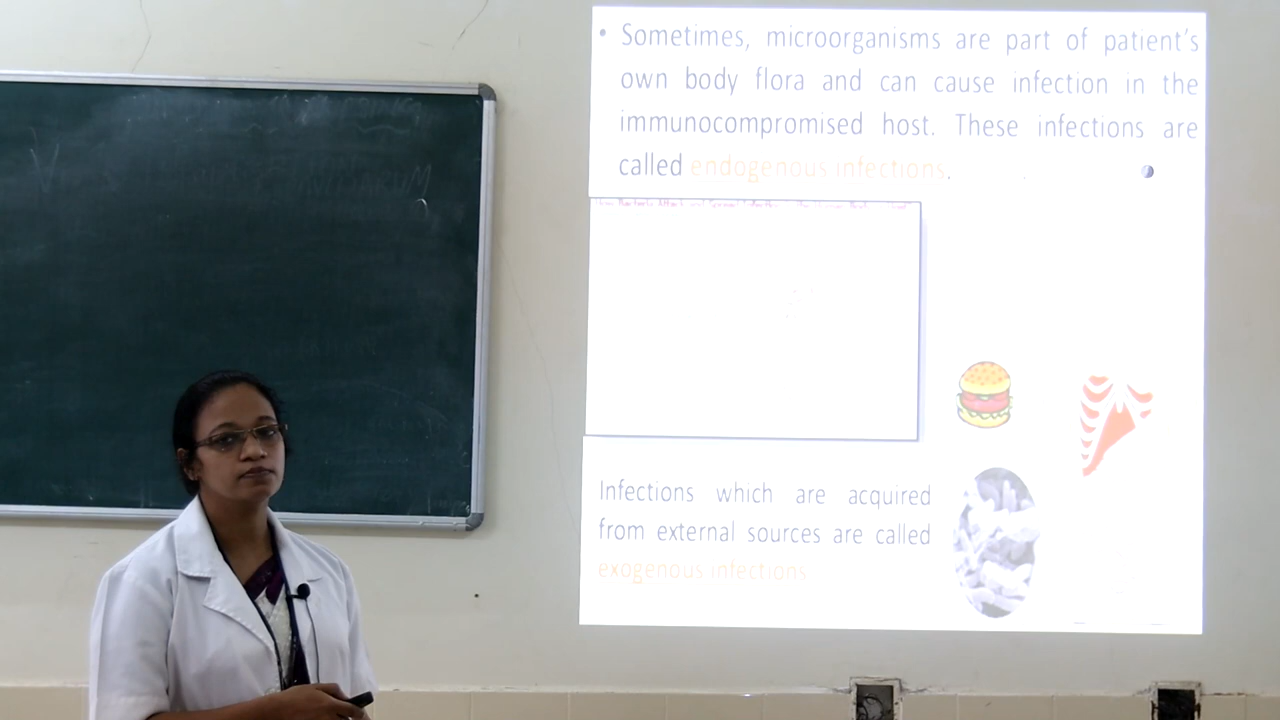 • Sometimes, microorganisms are part of patient's
own body flora and can cause infection in the
immunocompromised host. These infections are
called endogenous infections.
Infections which are acquired
from external sources are called
exogenous infections